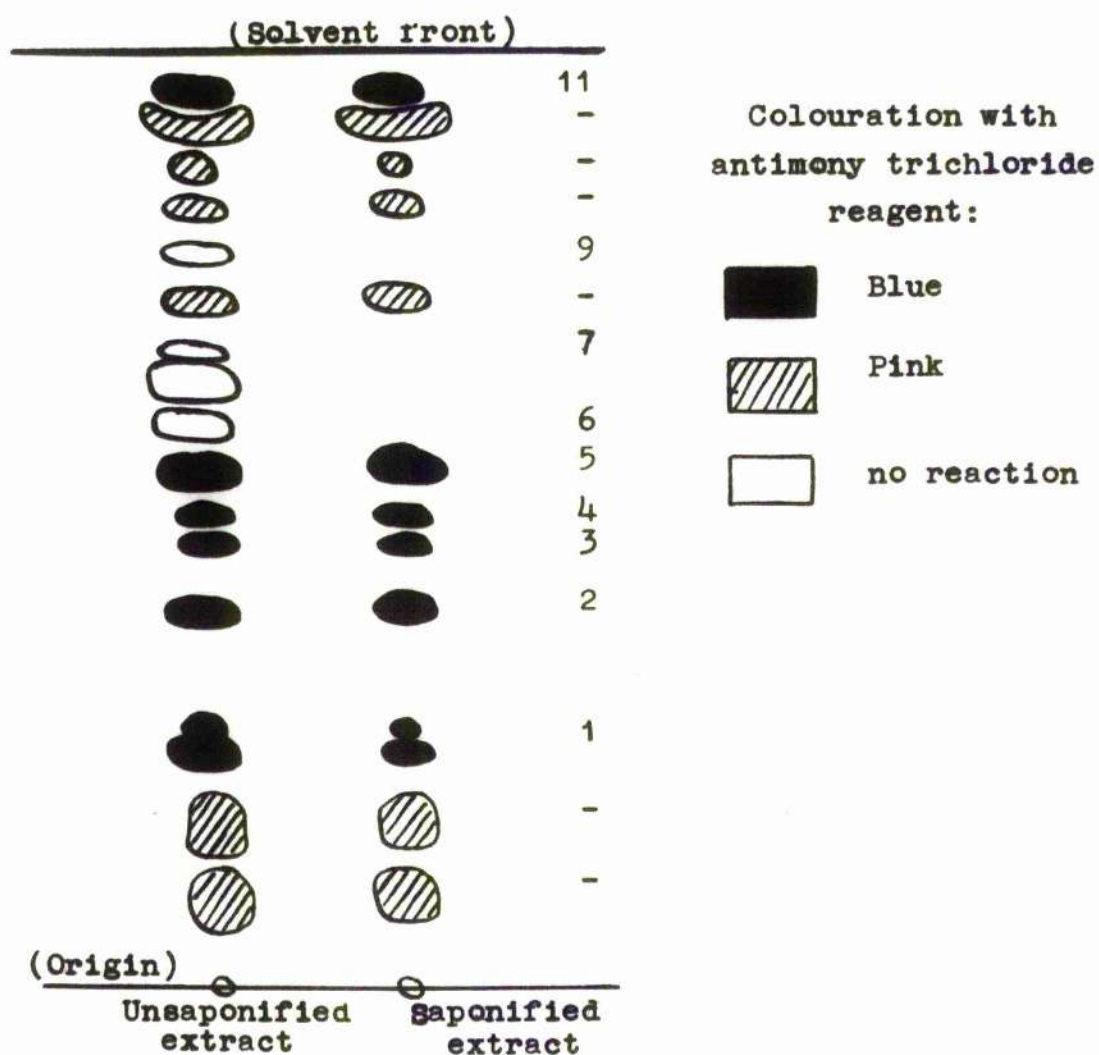 (Solvent rront)
11
-
-
-
9
-
7
6
5
4
3
2
1
-
-
(Origin)
Unsaponified
extract
Saponified
extract
Colouration with
antimony trichloride
reagent:
Blue
Pink
no reaction